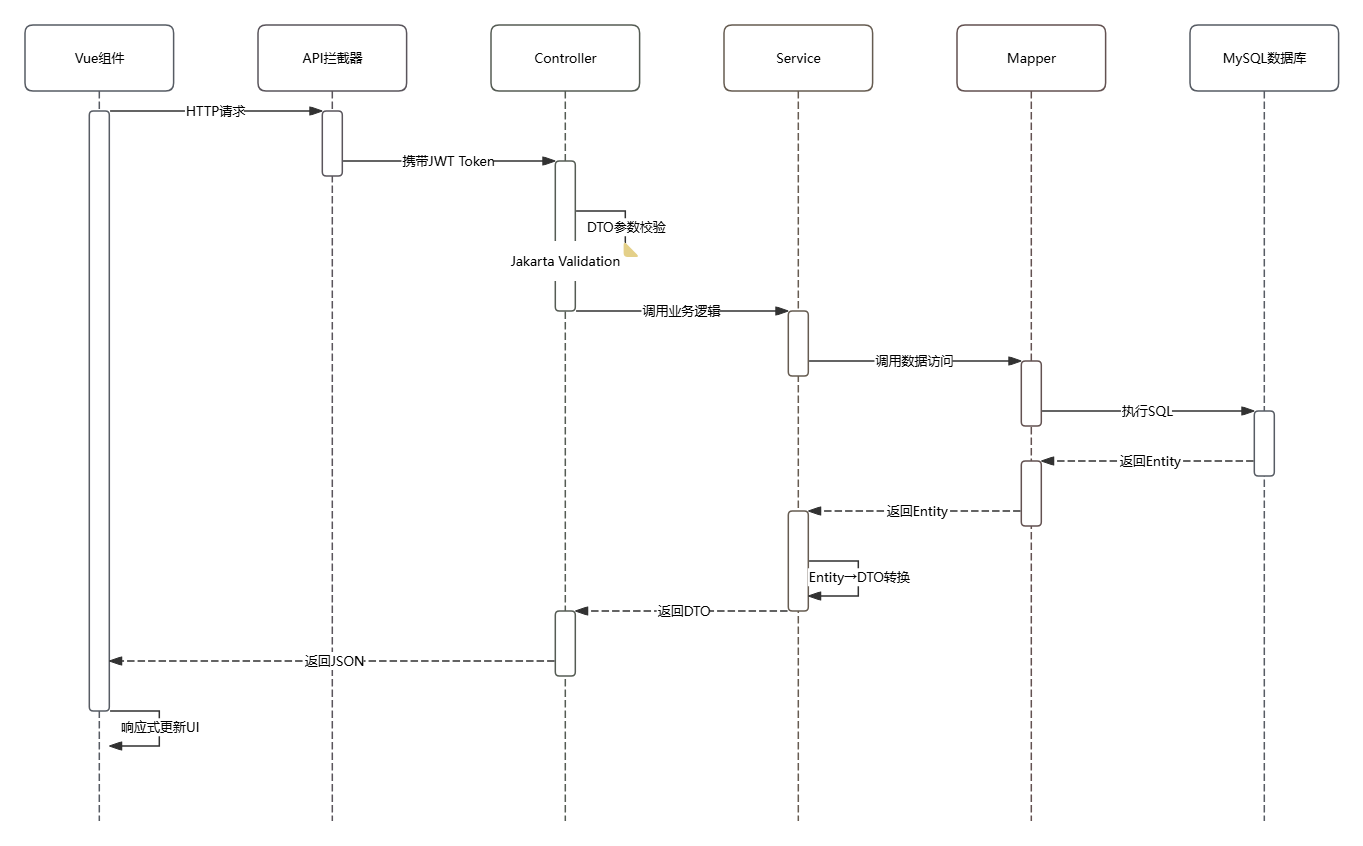 Vue组件
API拦截器
Controller
Service
Mapper
MySQL数据库
HTTP请求
携带JWT Token
DTO参数校验
Jakarta Validation
调用业务逻辑
调用数据访问
执行SQL
返回Entity
返回Entity
Entity→DTO转换
返回DTO
返回JSON
响应式更新UI